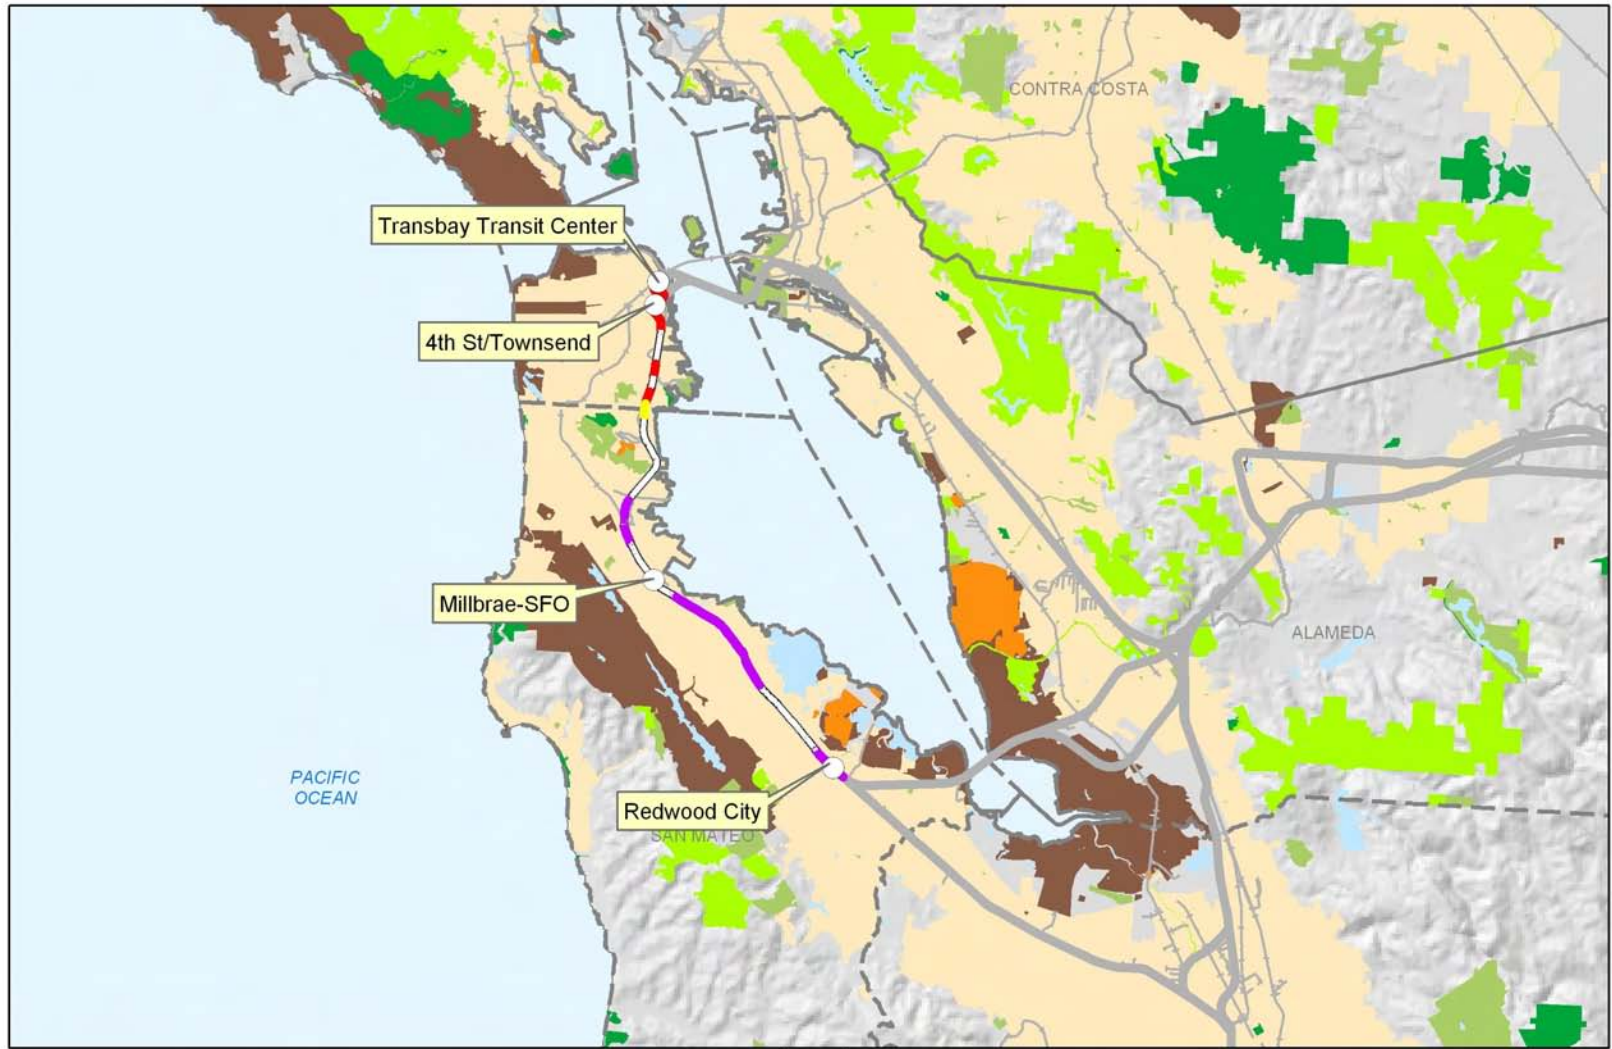 CONTRA COSTA
Transbay Transit Center
4th St/Townsend
Millbrae-SFO
ALAMEDA
PACIFIC
OCEAN
Redwood City
SAN MATEO